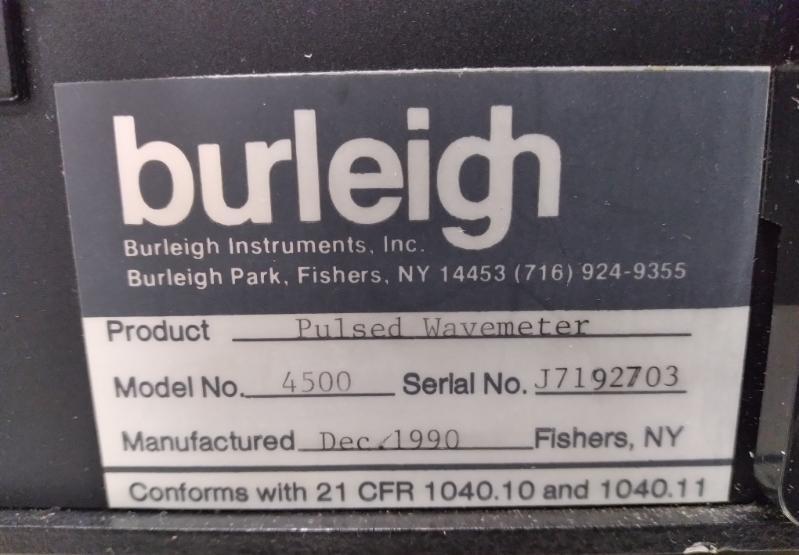 burleigh
Burleigh Instruments, Inc.
Burleigh Park, Fishers, NY 14453 (716) 924-9355
Product Pulsed Wavemeter
Model No. 4500 Serial No. J7192703
Manufactured Dec./1990 Fishers, NY
Conforms with 21 CFR 1040.10 and 1040.11